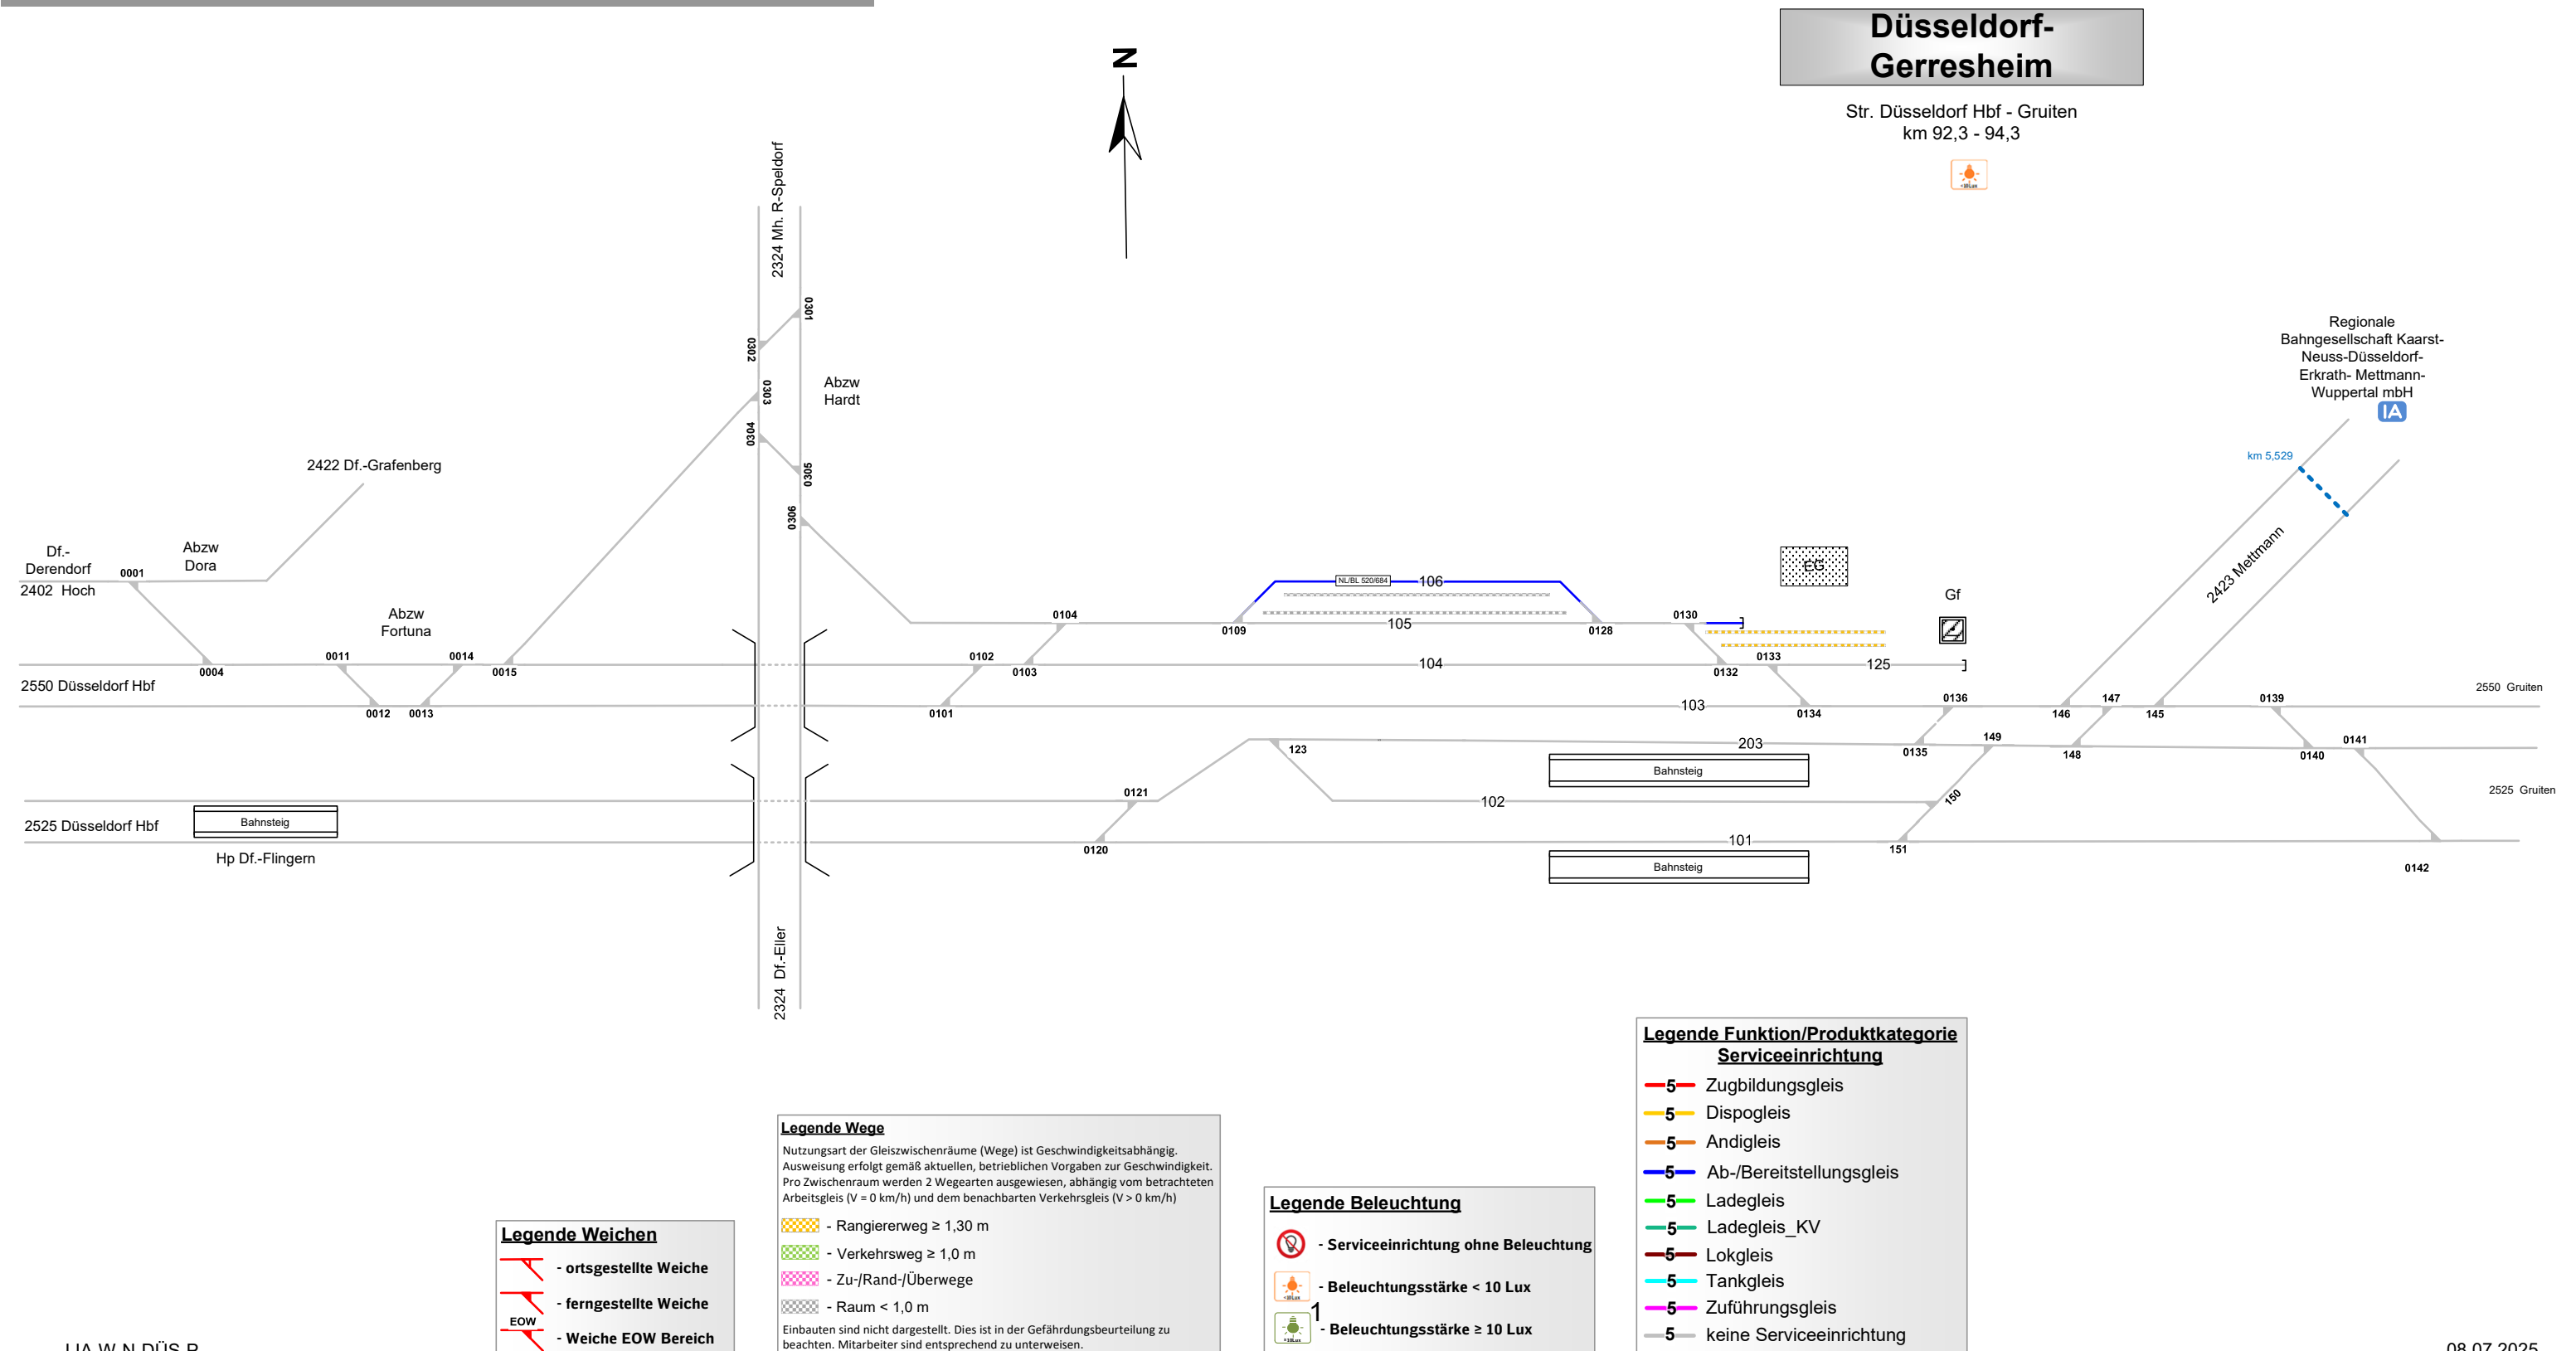 Düsseldorf-
Gerresheim
Str. Düsseldorf Hbf - Gruiten
km 92,3 - 94,3
<10Lux
N
2324 Mh. R-Speldorf
0301
0302
0303
0304
0305
0306
Abzw
Hardt
Regionale
Bahngesellschaft Kaarst-
Neuss-Düsseldorf-
Erkrath- Mettmann-
Wuppertal mbH
IA
km 5,529
2423 Mettmann
2422 Df.-Grafenberg
Df.-
Derendorf
2402 Hoch
0001
Abzw
Dora
Abzw
Fortuna
NL/BL 520/684
106
EG
Gf
0104
0109
105
0128
0130
0004
0011
0014
0015
0102
0103
104
0132
0133
125
2550 Düsseldorf Hbf
0012
0013
0101
103
0134
0136
146
147
145
0139
2550 Gruiten
123
203
0135
149
148
0140
0141
Bahnsteig
0121
102
150
2525 Gruiten
2525 Düsseldorf Hbf
Bahnsteig
Hp Df.-Flingern
0120
101
151
Bahnsteig
0142
2324 Df.-Eller
Legende Weichen
- ortsgestellte Weiche
- ferngestellte Weiche
EOW
- Weiche EOW Bereich
Legende Wege
Nutzungsart der Gleiszwischenräume (Wege) ist Geschwindigkeitsabhängig.
Ausweisung erfolgt gemäß aktuellen, betrieblichen Vorgaben zur Geschwindigkeit.
Pro Zwischenraum werden 2 Wegearten ausgewiesen, abhängig vom betrachteten
Arbeitsgleis (V = 0 km/h) und dem benachbarten Verkehrsgleis (V > 0 km/h)
- Rangiererweg ≥ 1,30 m
- Verkehrsweg ≥ 1,0 m
- Zu-/Rand-/Überwege
- Raum < 1,0 m
Einbauten sind nicht dargestellt. Dies ist in der Gefährdungsbeurteilung zu
beachten. Mitarbeiter sind entsprechend zu unterweisen.
Legende Beleuchtung
- Serviceeinrichtung ohne Beleuchtung
<10Lux
- Beleuchtungsstärke < 10 Lux
1
- Beleuchtungsstärke ≥ 10 Lux
Legende Funktion/Produktkategorie
Serviceeinrichtung
5 Zugbildungsgleis
5 Dispogleis
5 Andigleis
5 Ab-/Bereitstellungsgleis
5 Ladegleis
5 Ladegleis_KV
5 Lokgleis
5 Tankgleis
5 Zuführungsgleis
5 keine Serviceeinrichtung
08.07.2025